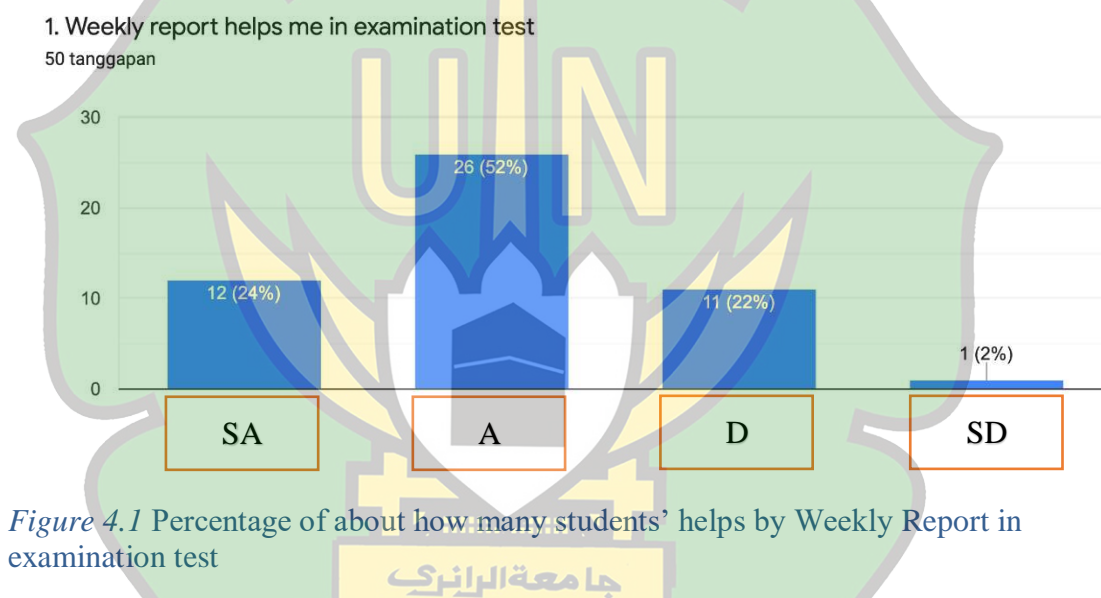 1. Weekly report helps me in examination test
50 tanggapan
30
20
10
0
12 (24%)
26 (52%)
11 (22%)
1 (2%)
SA
A
D
SD
Figure 4.1 Percentage of about how many students’ helps by Weekly Report in
examination test
UIN
جامعة الرانري